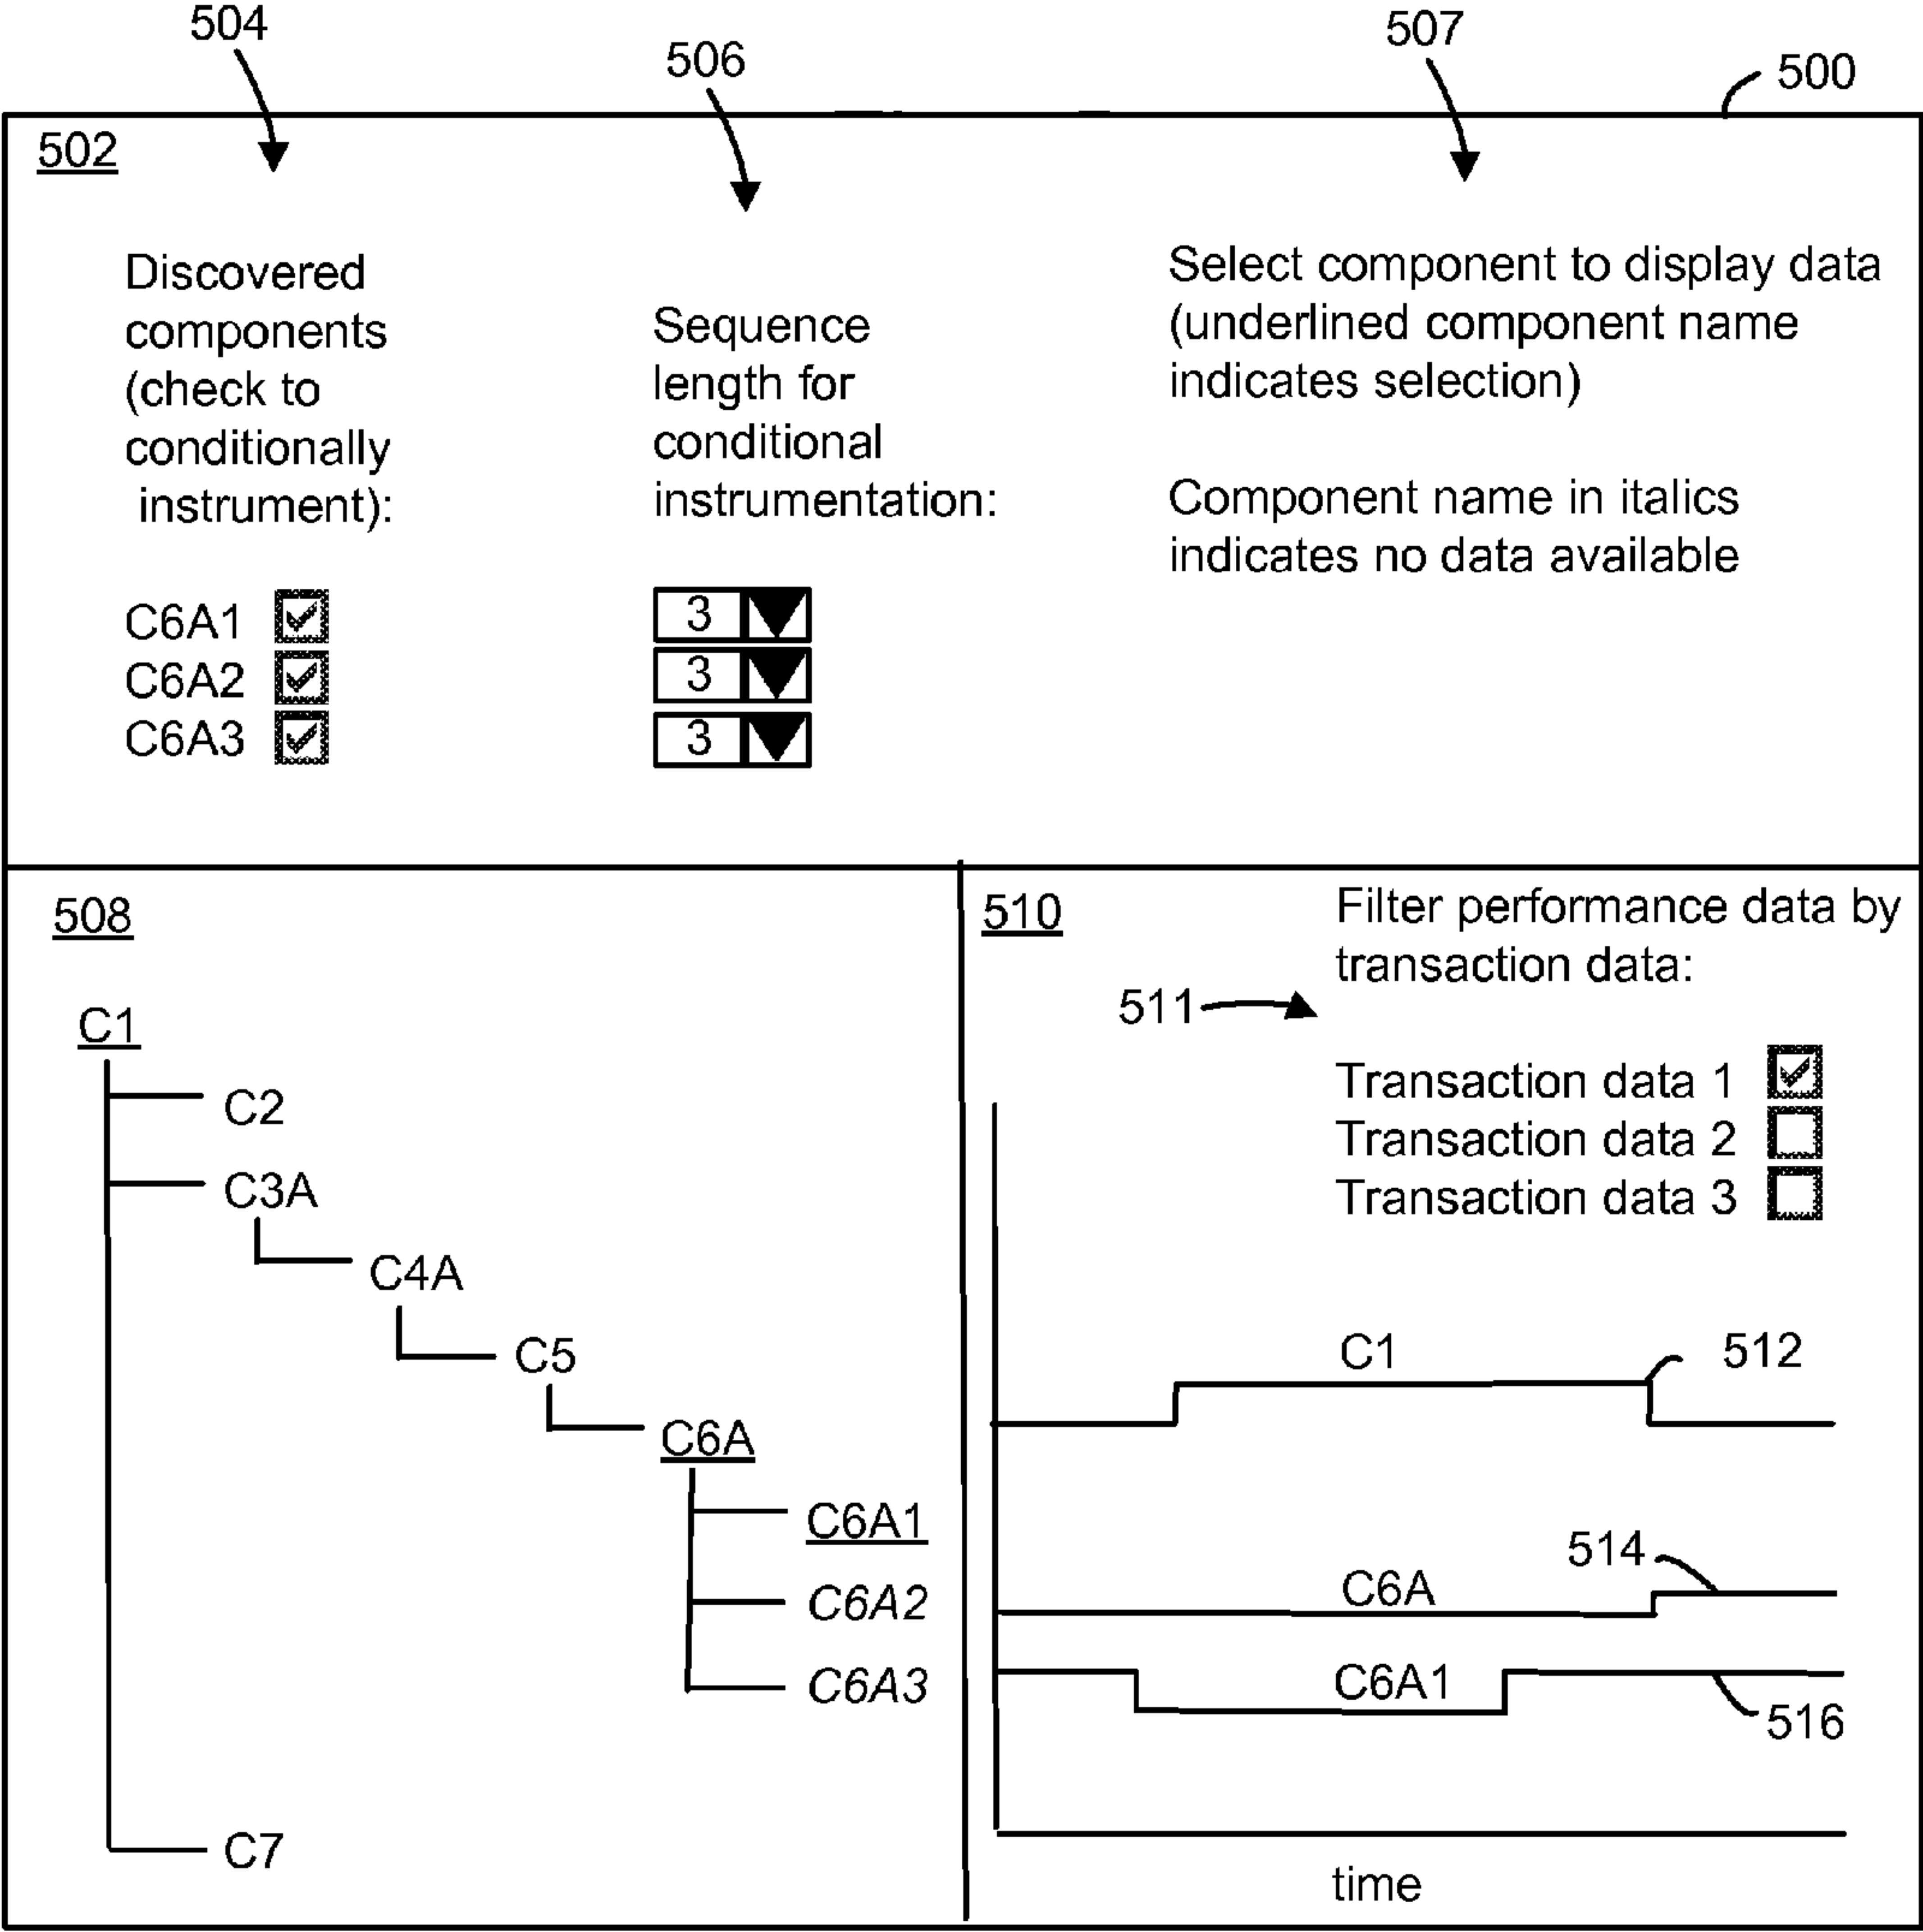 504
506
507
500
502
Discovered
components
(check to
conditionally
instrument):
Sequence
length for
conditional
instrumentation:
Select component to display data
(underlined component name
indicates selection)
Component name in italics
indicates no data available
C6A1 3
C6A2 3
C6A3 3
508
C1
C2
C3A
C4A
C5
C6A
C6A1
C6A2
C6A3
C7
510
Filter performance data by
transaction data:
511
Transaction data 1
Transaction data 2
Transaction data 3
C1
512
514
C6A
C6A1
516
time